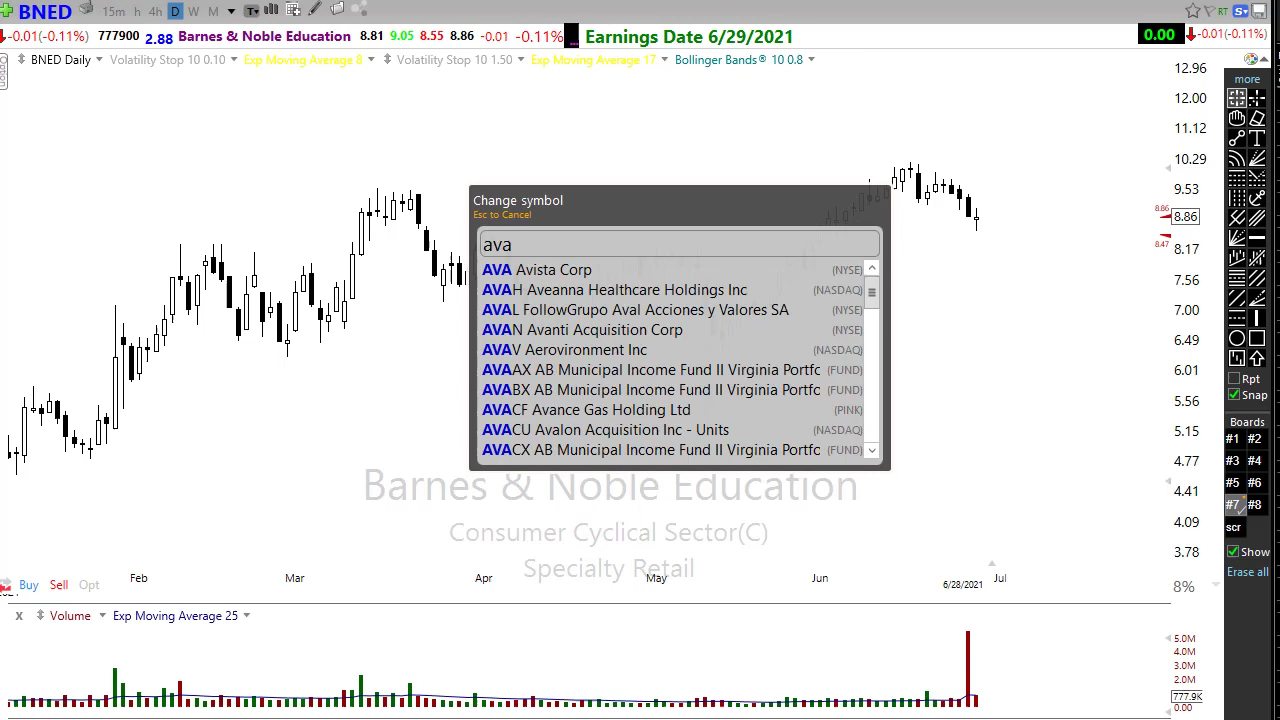 BNED 15m h 4h D W M T RT S
-0.01(-0.11%) 777900 2.88 Barnes & Noble Education 8.81 9.05 8.55 8.86 -0.01 -0.11% Earnings Date 6/29/2021 0.00 -0.01(-0.11%)
BNED Daily Volatility Stop 10 0.10 Exp Moving Average 8 Volatility Stop 10 1.50 Exp Moving Average 17 Bollinger Bands® 10 0.8
Option
12.96
12.00
11.12
10.29
9.53
8.86
8.86
8.47
8.17
7.56
7.00
6.49
6.01
5.56
5.15
4.77
4.41
4.09
3.78
8%
Change symbol
Esc to Cancel
ava
AVA Avista Corp (NYSE)
AVAH Aveanna Healthcare Holdings Inc (NASDAQ)
AVAL FollowGrupo Aval Acciones y Valores SA (NYSE)
AVAN Avanti Acquisition Corp (NYSE)
AVAV Aerovironment Inc (NASDAQ)
AVAAX AB Municipal Income Fund II Virginia Portfc (FUND)
AVABX AB Municipal Income Fund II Virginia Portfc (FUND)
AVACF Avance Gas Holding Ltd (PINK)
AVACU Avalon Acquisition Inc - Units (NASDAQ)
AVACX AB Municipal Income Fund II Virginia Portfc (FUND)
Barnes & Noble Education
Consumer Cyclical Sector(C)
Specialty Retail
Feb Mar Apr May Jun 6/28/2021 Jul
Buy Sell Opt
X Volume Exp Moving Average 25
5.0M
4.0M
3.0M
2.0M
777.9K
0.00
more
T
Rpt
Snap
Boards
#1 #2
#3 #4
#5 #6
#7 #8
scr
Show
Erase all